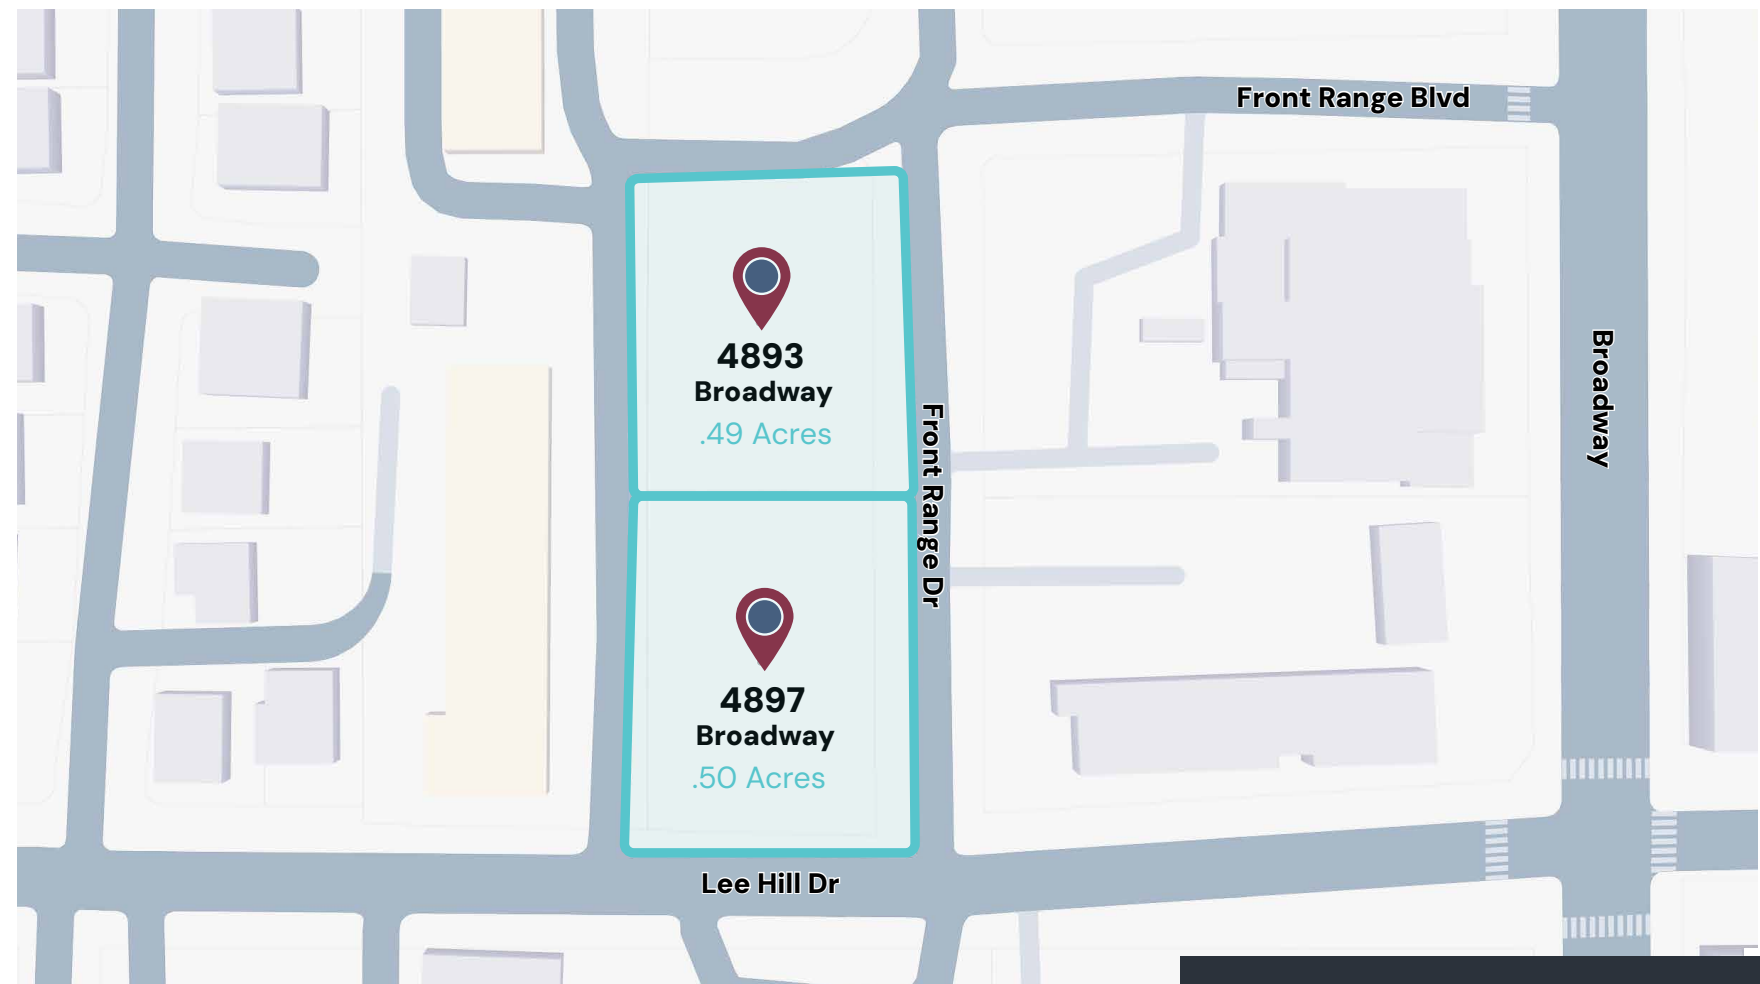 Front Range Blvd
4893
Broadway
.49 Acres
Broadway
Front Range Dr
4897
Broadway
.50 Acres
Lee Hill Dr